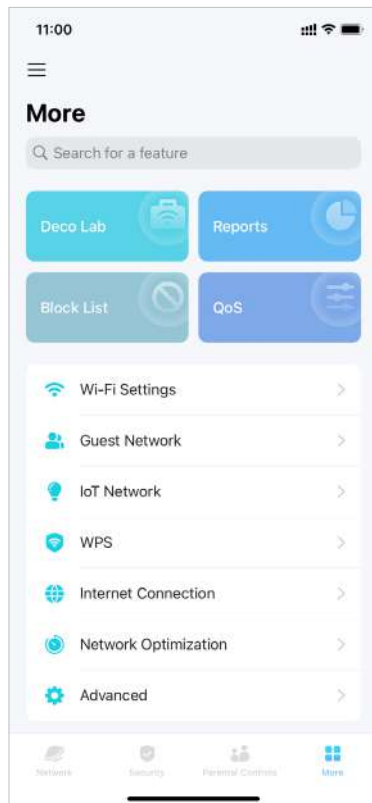 11:00
More
Search for a feature
Deco Lab
Reports
Block List
QoS
Wi-Fi Settings
Guest Network
IoT Network
WPS
Internet Connection
Network Optimization
Advanced
Network
Security
Parental Controls
More